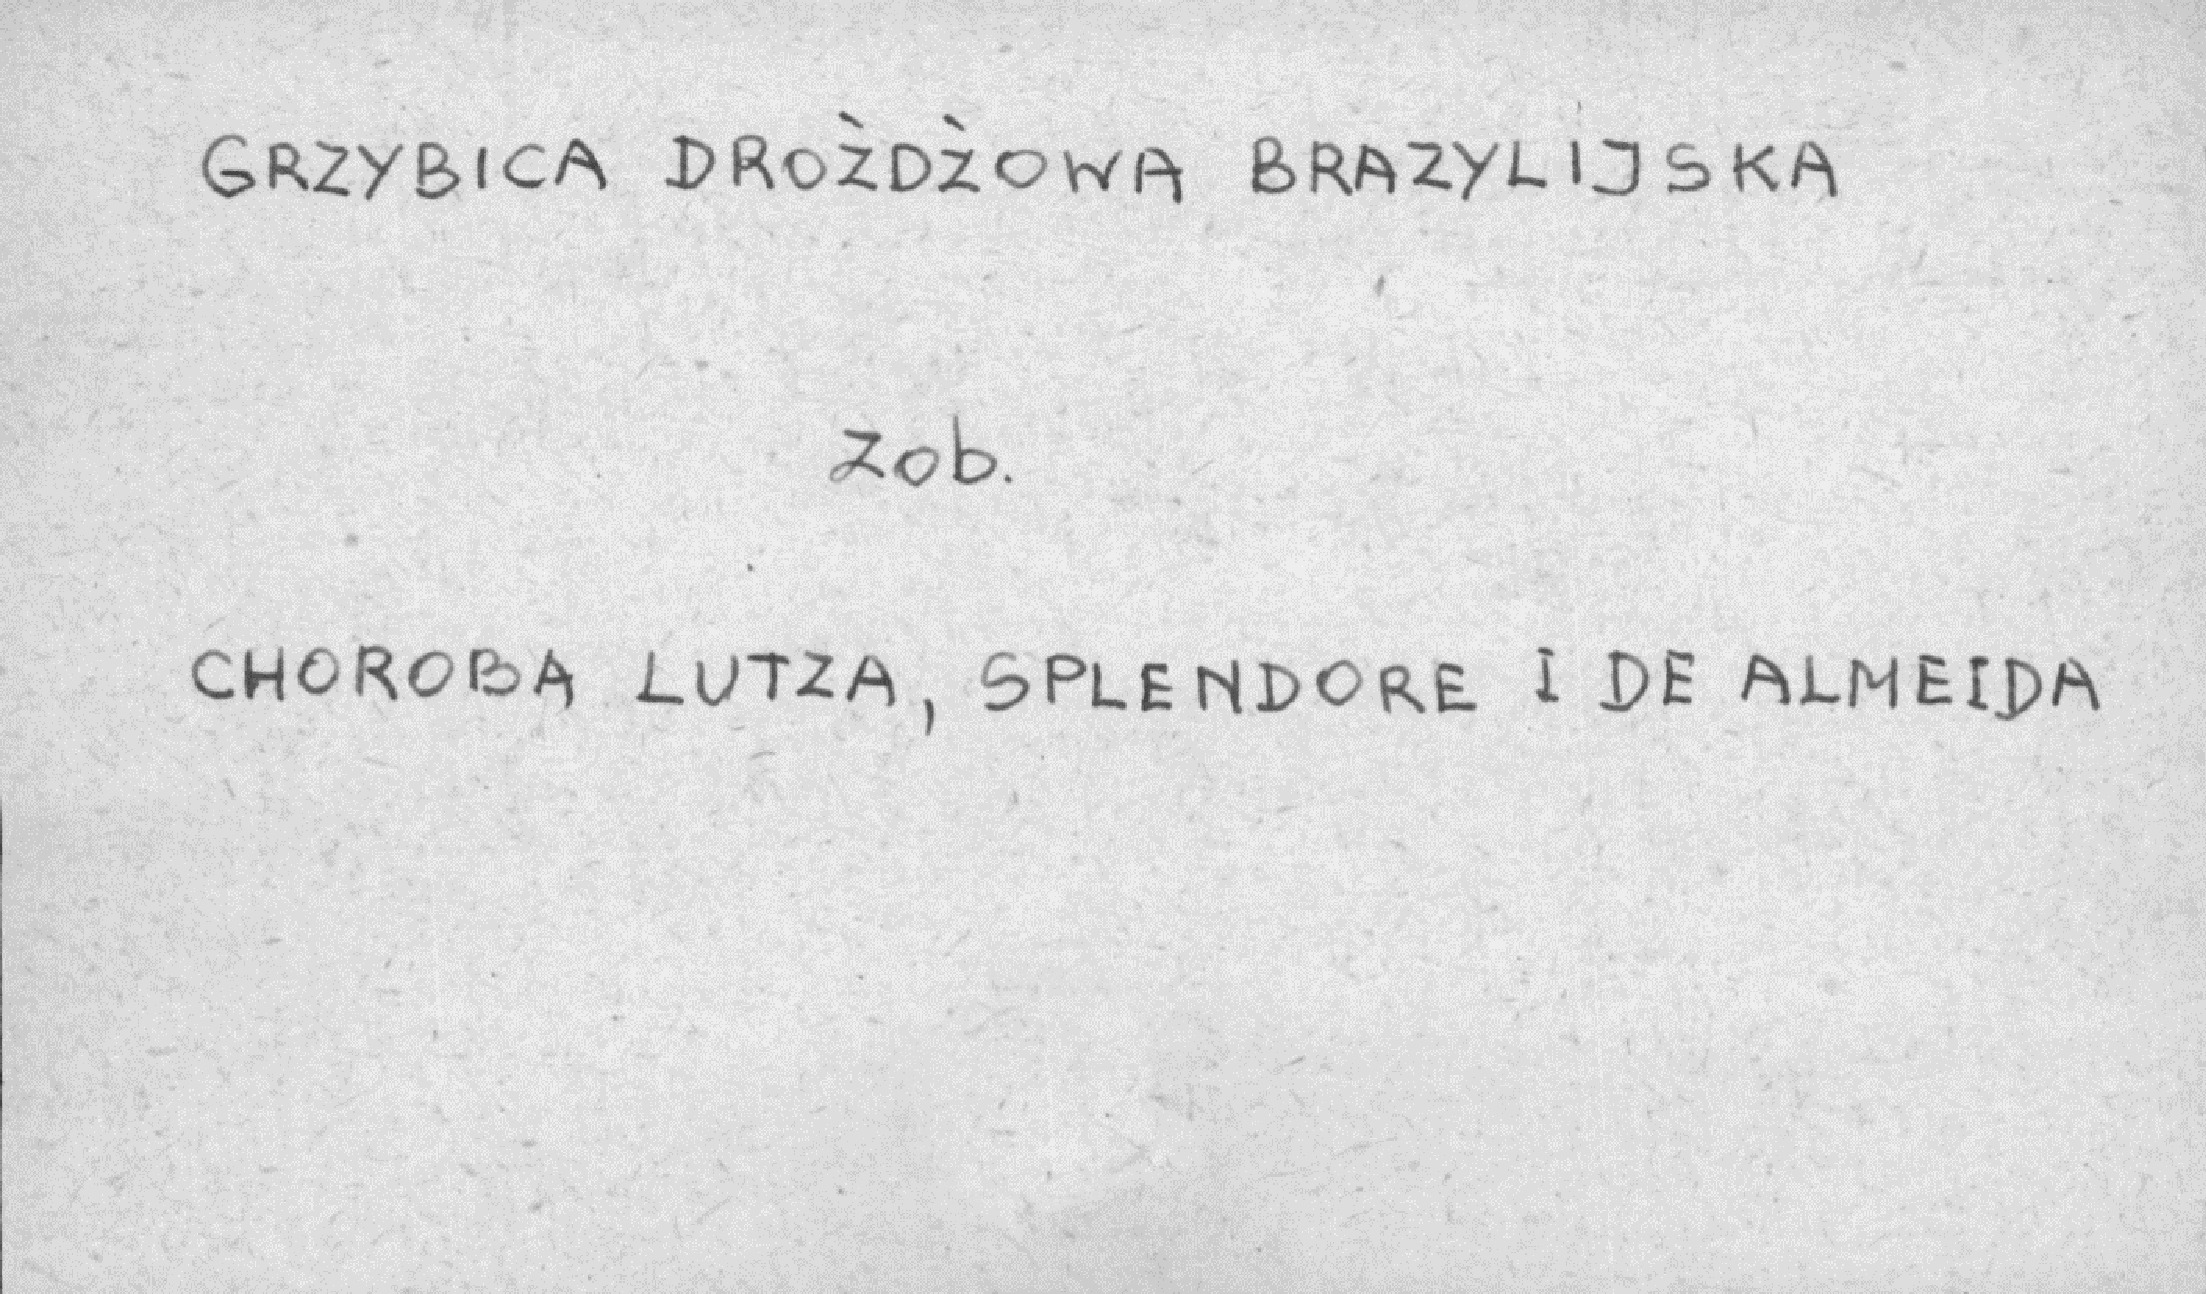 GRZYBICA DROŻDŻOWA BRAZYLIJSKA
Zob.
CHOROBA LUTZA, SPLENDORE I DE ALMEIDA